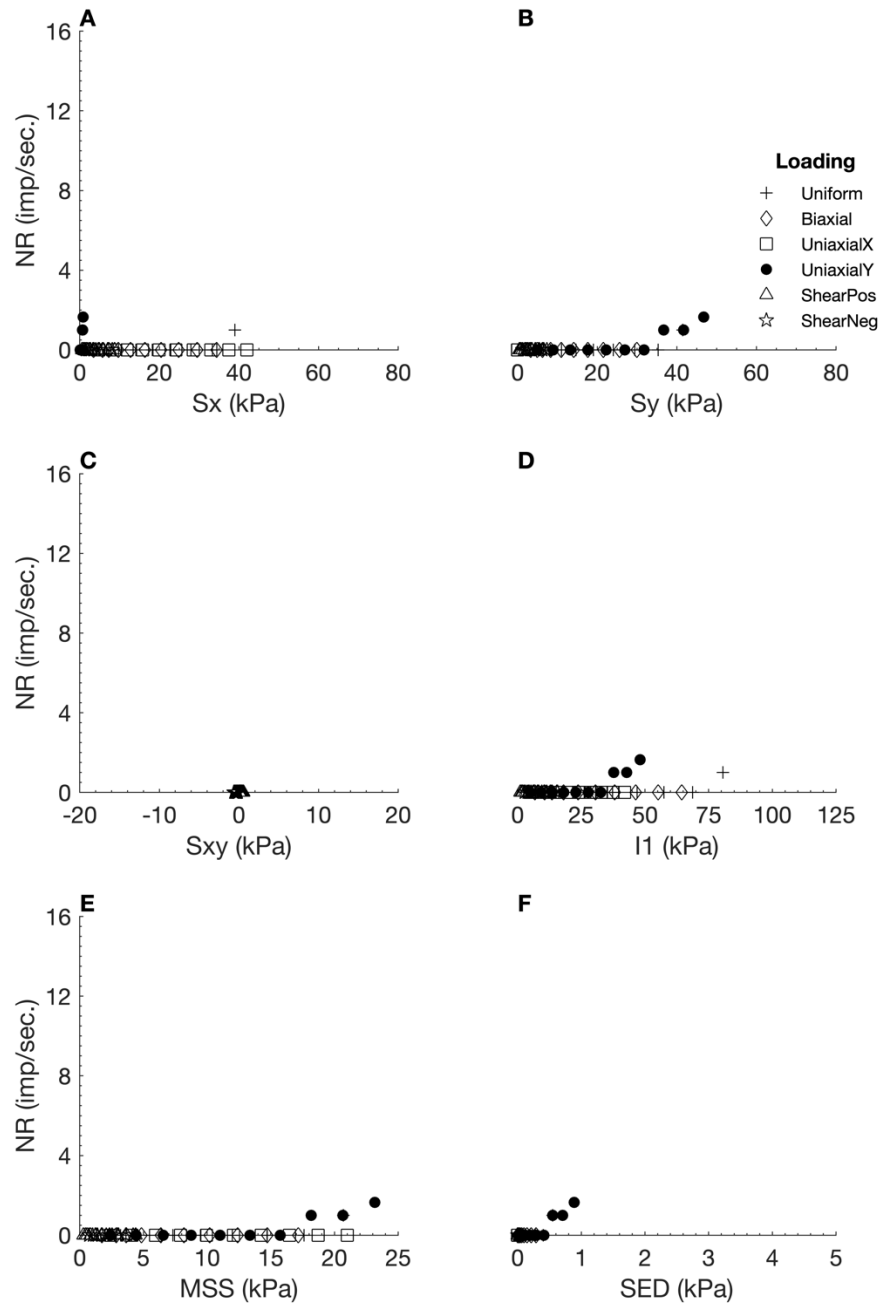 A
B
16
12
8
4
0
NR (imp/sec.)
0 20 40 60 80
Sx (kPa)
0 20 40 60 80
Sy (kPa)
Loading
Uniform
Biaxial
UniaxialX
UniaxialY
ShearPos
ShearNeg
C
D
16
12
8
4
0
NR (imp/sec.)
-20 -10 0 10 20
Sxy (kPa)
0 25 50 75 100 125
I1 (kPa)
E
F
16
12
8
4
0
NR (imp/sec.)
0 5 10 15 20 25
MSS (kPa)
0 1 2 3 4 5
SED (kPa)